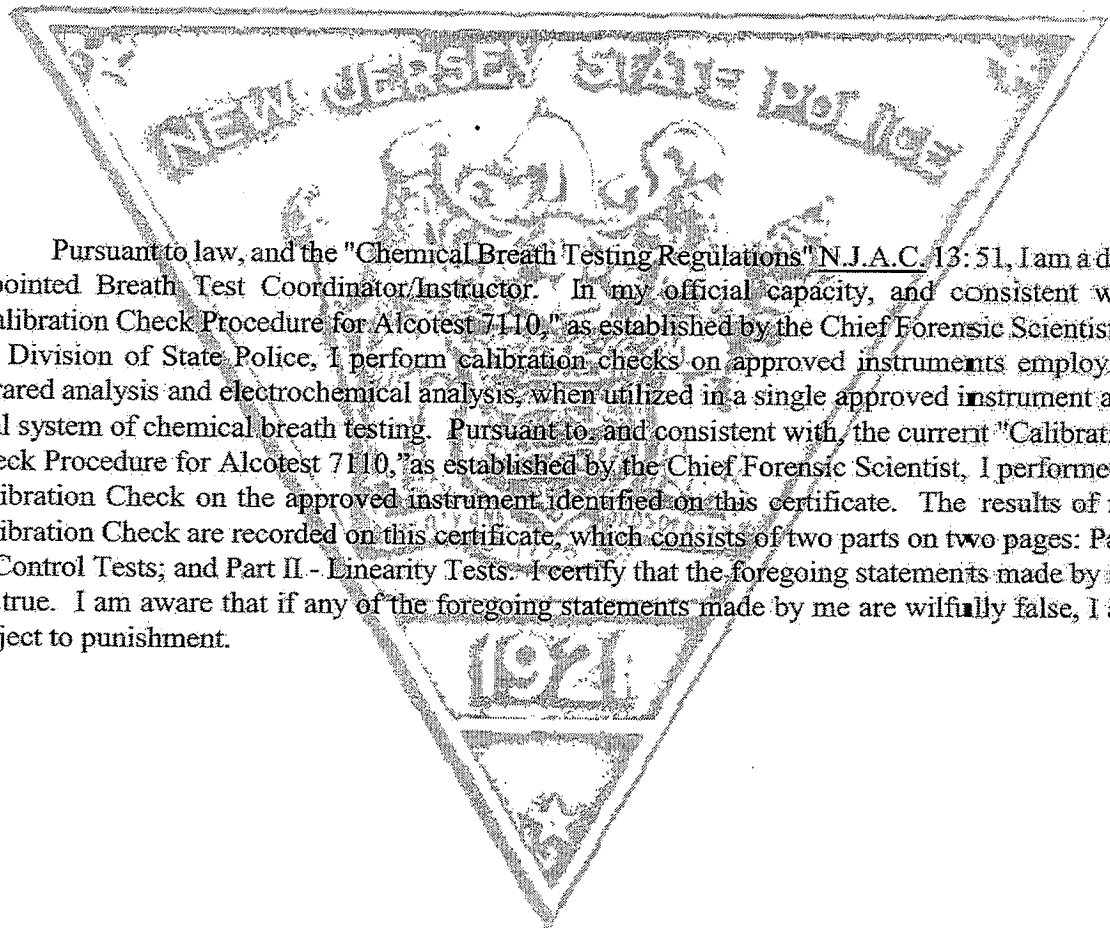 NEW JERSEY STATE POLICE
Pursuant to law, and the "Chemical Breath Testing Regulations" N.J.A.C. 13: 51, I am a d
pointed Breath Test Coordinator/Instructor. In my official capacity, and consistent w
alibration Check Procedure for Alcotest 7110," as established by the Chief Forensic Scientis
Division of State Police, I perform calibration checks on approved instruments employ
rared analysis and electrochemical analysis, when utilized in a single approved instrument a
al system of chemical breath testing. Pursuant to, and consistent with, the current "Calibrati
eck Procedure for Alcotest 7110,"as established by the Chief Forensic Scientist, I performe
ibration Check on the approved instrument identified on this certificate. The results of
libration Check are recorded on this certificate, which consists of two parts on two pages: Pa
Control Tests; and Part II - Linearity Tests. I certify that the foregoing statements made by
true. I am aware that if any of the foregoing statements made by me are wilfully false, I a
ject to punishment.
1921